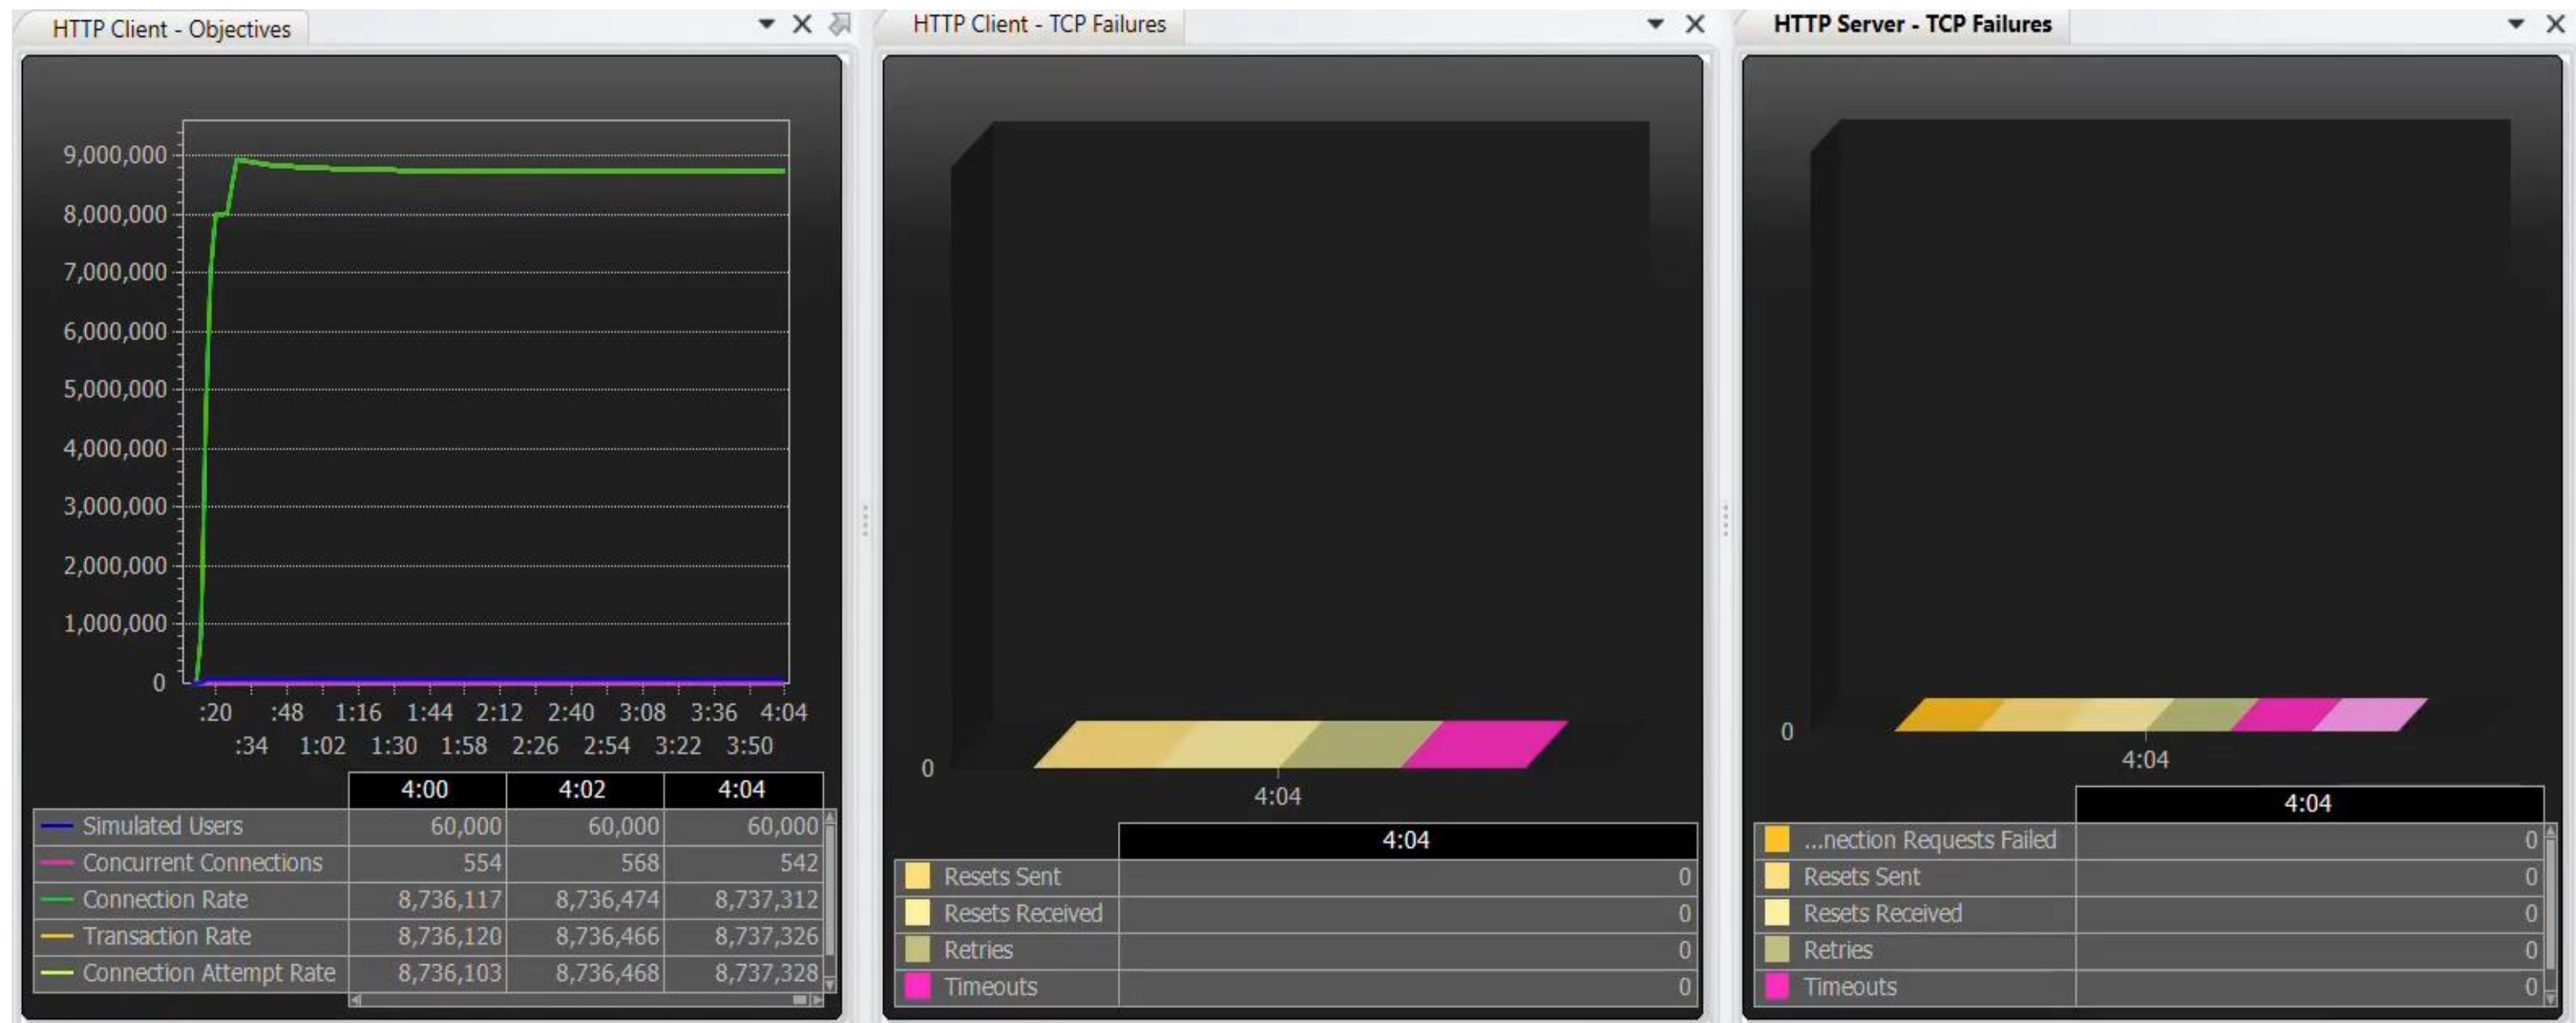 HTTP Client - Objectives
9,000,000
8,000,000
7,000,000
6,000,000
5,000,000
4,000,000
3,000,000
2,000,000
1,000,000
0
:20 :48 1:16 1:44 2:12 2:40 3:08 3:36 4:04
:34 1:02 1:30 1:58 2:26 2:54 3:22 3:50
4:00 4:02 4:04
Simulated Users 60,000 60,000 60,000
Concurrent Connections 554 568 542
Connection Rate 8,736,117 8,736,474 8,737,312
Transaction Rate 8,736,120 8,736,466 8,737,326
Connection Attempt Rate 8,736,103 8,736,468 8,737,328
HTTP Client - TCP Failures
0
4:04
4:04
Resets Sent 0
Resets Received 0
Retries 0
Timeouts 0
HTTP Server - TCP Failures
0
4:04
4:04
...nection Requests Failed 0
Resets Sent 0
Resets Received 0
Retries 0
Timeouts 0